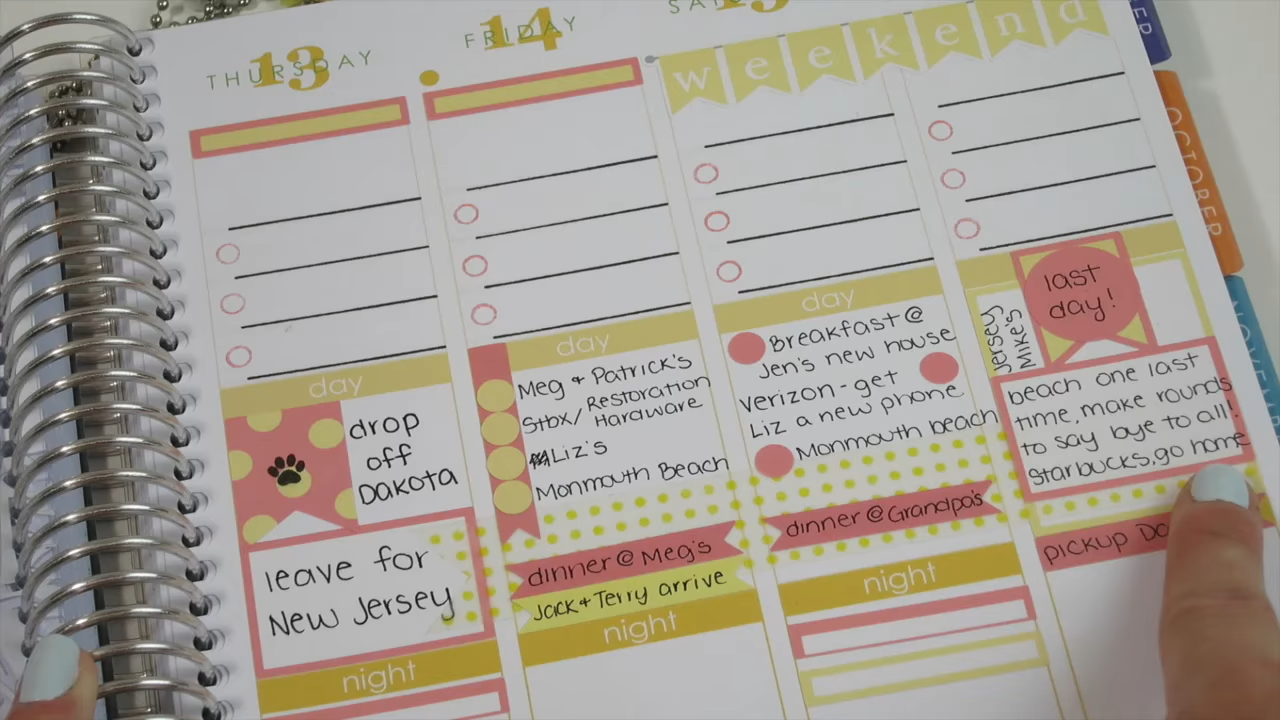 THURSDAY
13
FRIDAY
14
weekend
day
drop
off
DAKOTA
leave for
New Jersey
night
day
Meg + Patrick's
Stbx/ Restoration
Hardware
Liz's
Monmouth Beach
dinner @ Meg's
Jack + Terry arrive
night
day
Breakfast @
Jen's new house
verizon - get
Liz a new phone
Monmouth beach
dinner @ Grandpa's
night
last
day!
Jersey
Mike's
beach one last
time, make rounds
to say bye to all!
starbucks, go home
PICKUP
OCTOBER